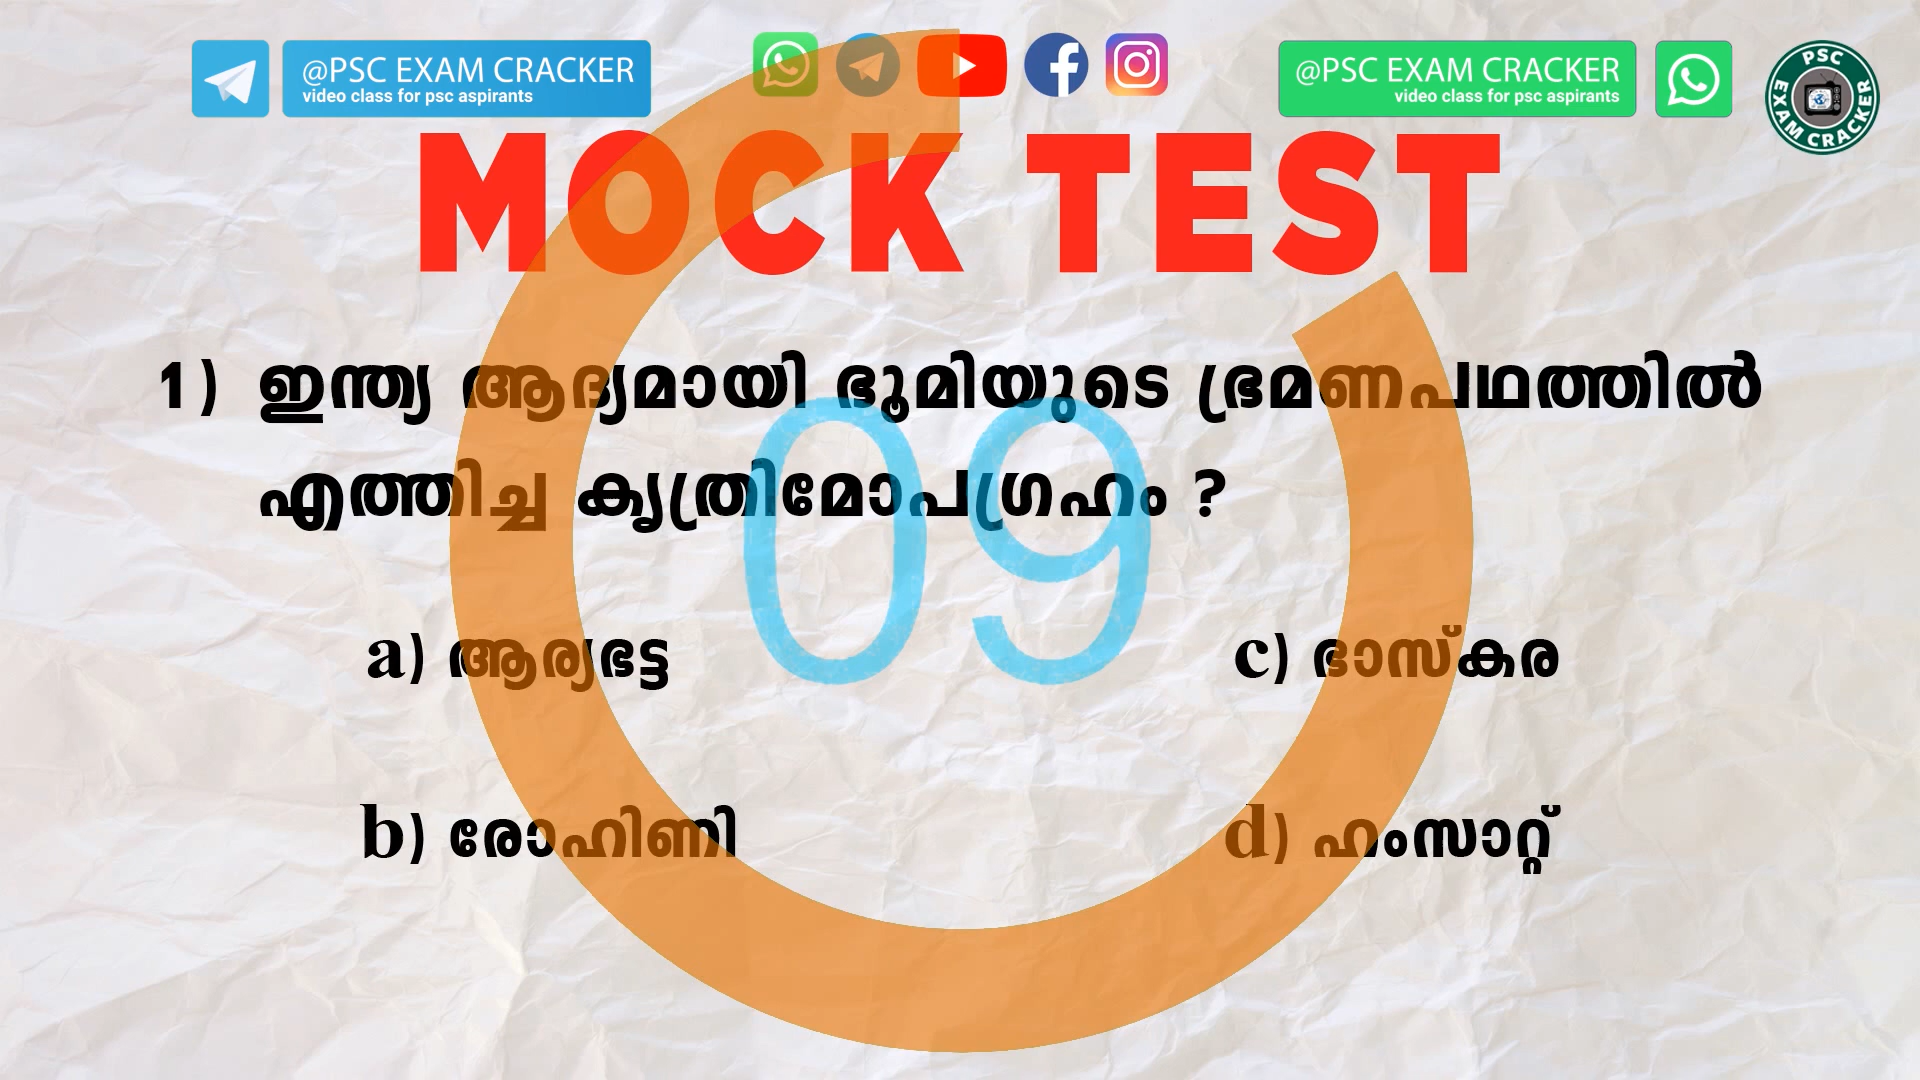 @PSC EXAM CRACKER
video class for psc aspirants
@PSC EXAM CRACKER
video class for psc aspirants
PSC EXAM CRACKER
MOCK TEST
1) ഇന്ത്യ ആദ്യമായി ഭൂമിയുടെ ഭ്രമണപഥത്തിൽ
എത്തിച്ച കൃത്രിമോപഗ്രഹം ?
09
a) ആര്യഭട്ട
c) ഭാസ്കര
b) രോഹിണി
d) ഹംസാറ്റ്